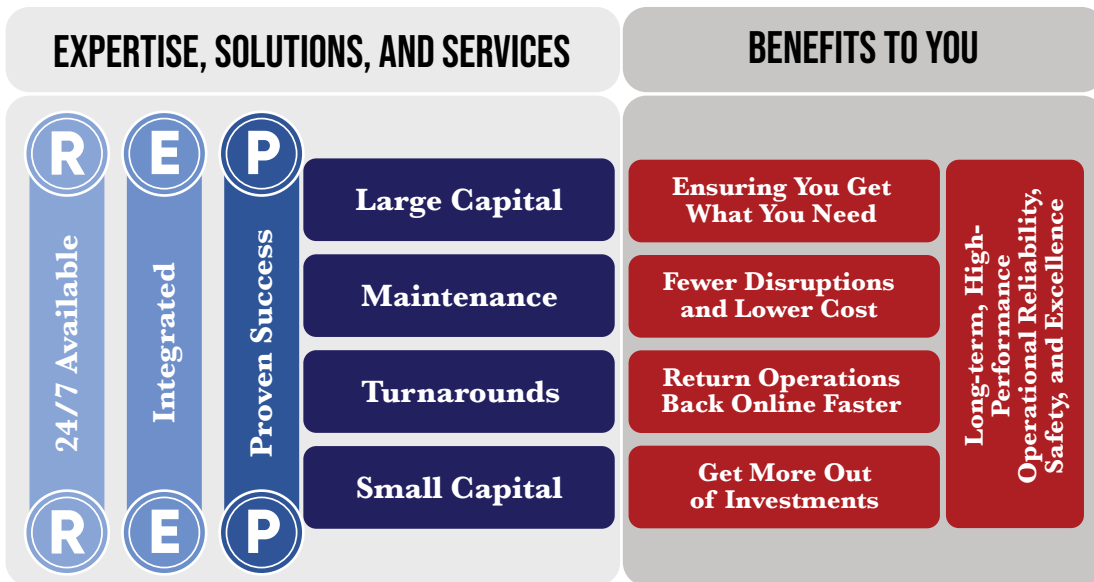 EXPERTISE, SOLUTIONS, AND SERVICES
BENEFITS TO YOU
R
E
P
24/7 Available
Integrated
Proven Success
R
E
P
Large Capital
Maintenance
Turnarounds
Small Capital
Ensuring You Get
What You Need
Fewer Disruptions
and Lower Cost
Return Operations
Back Online Faster
Get More Out
of Investments
Long-term, High-
Performance
Operational Reliability,
Safety, and Excellence